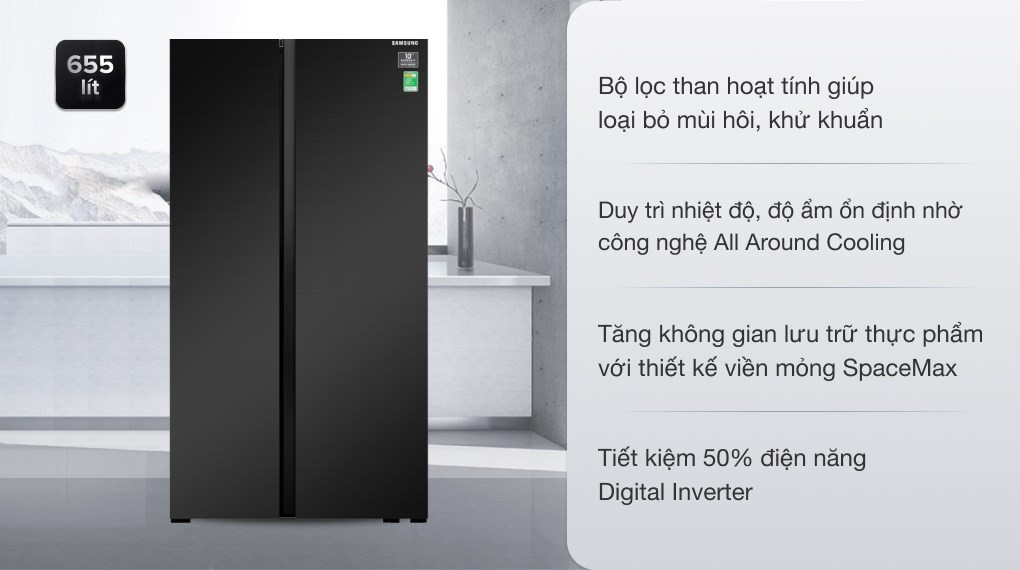 655
lít
SAMSUNG
10
Bộ lọc than hoạt tính giúp
loại bỏ mùi hôi, khử khuẩn
Duy trì nhiệt độ, độ ẩm ổn định nhờ
công nghệ All Around Cooling
Tăng không gian lưu trữ thực phẩm
với thiết kế viền mỏng SpaceMax
Tiết kiệm 50% điện năng
Digital Inverter